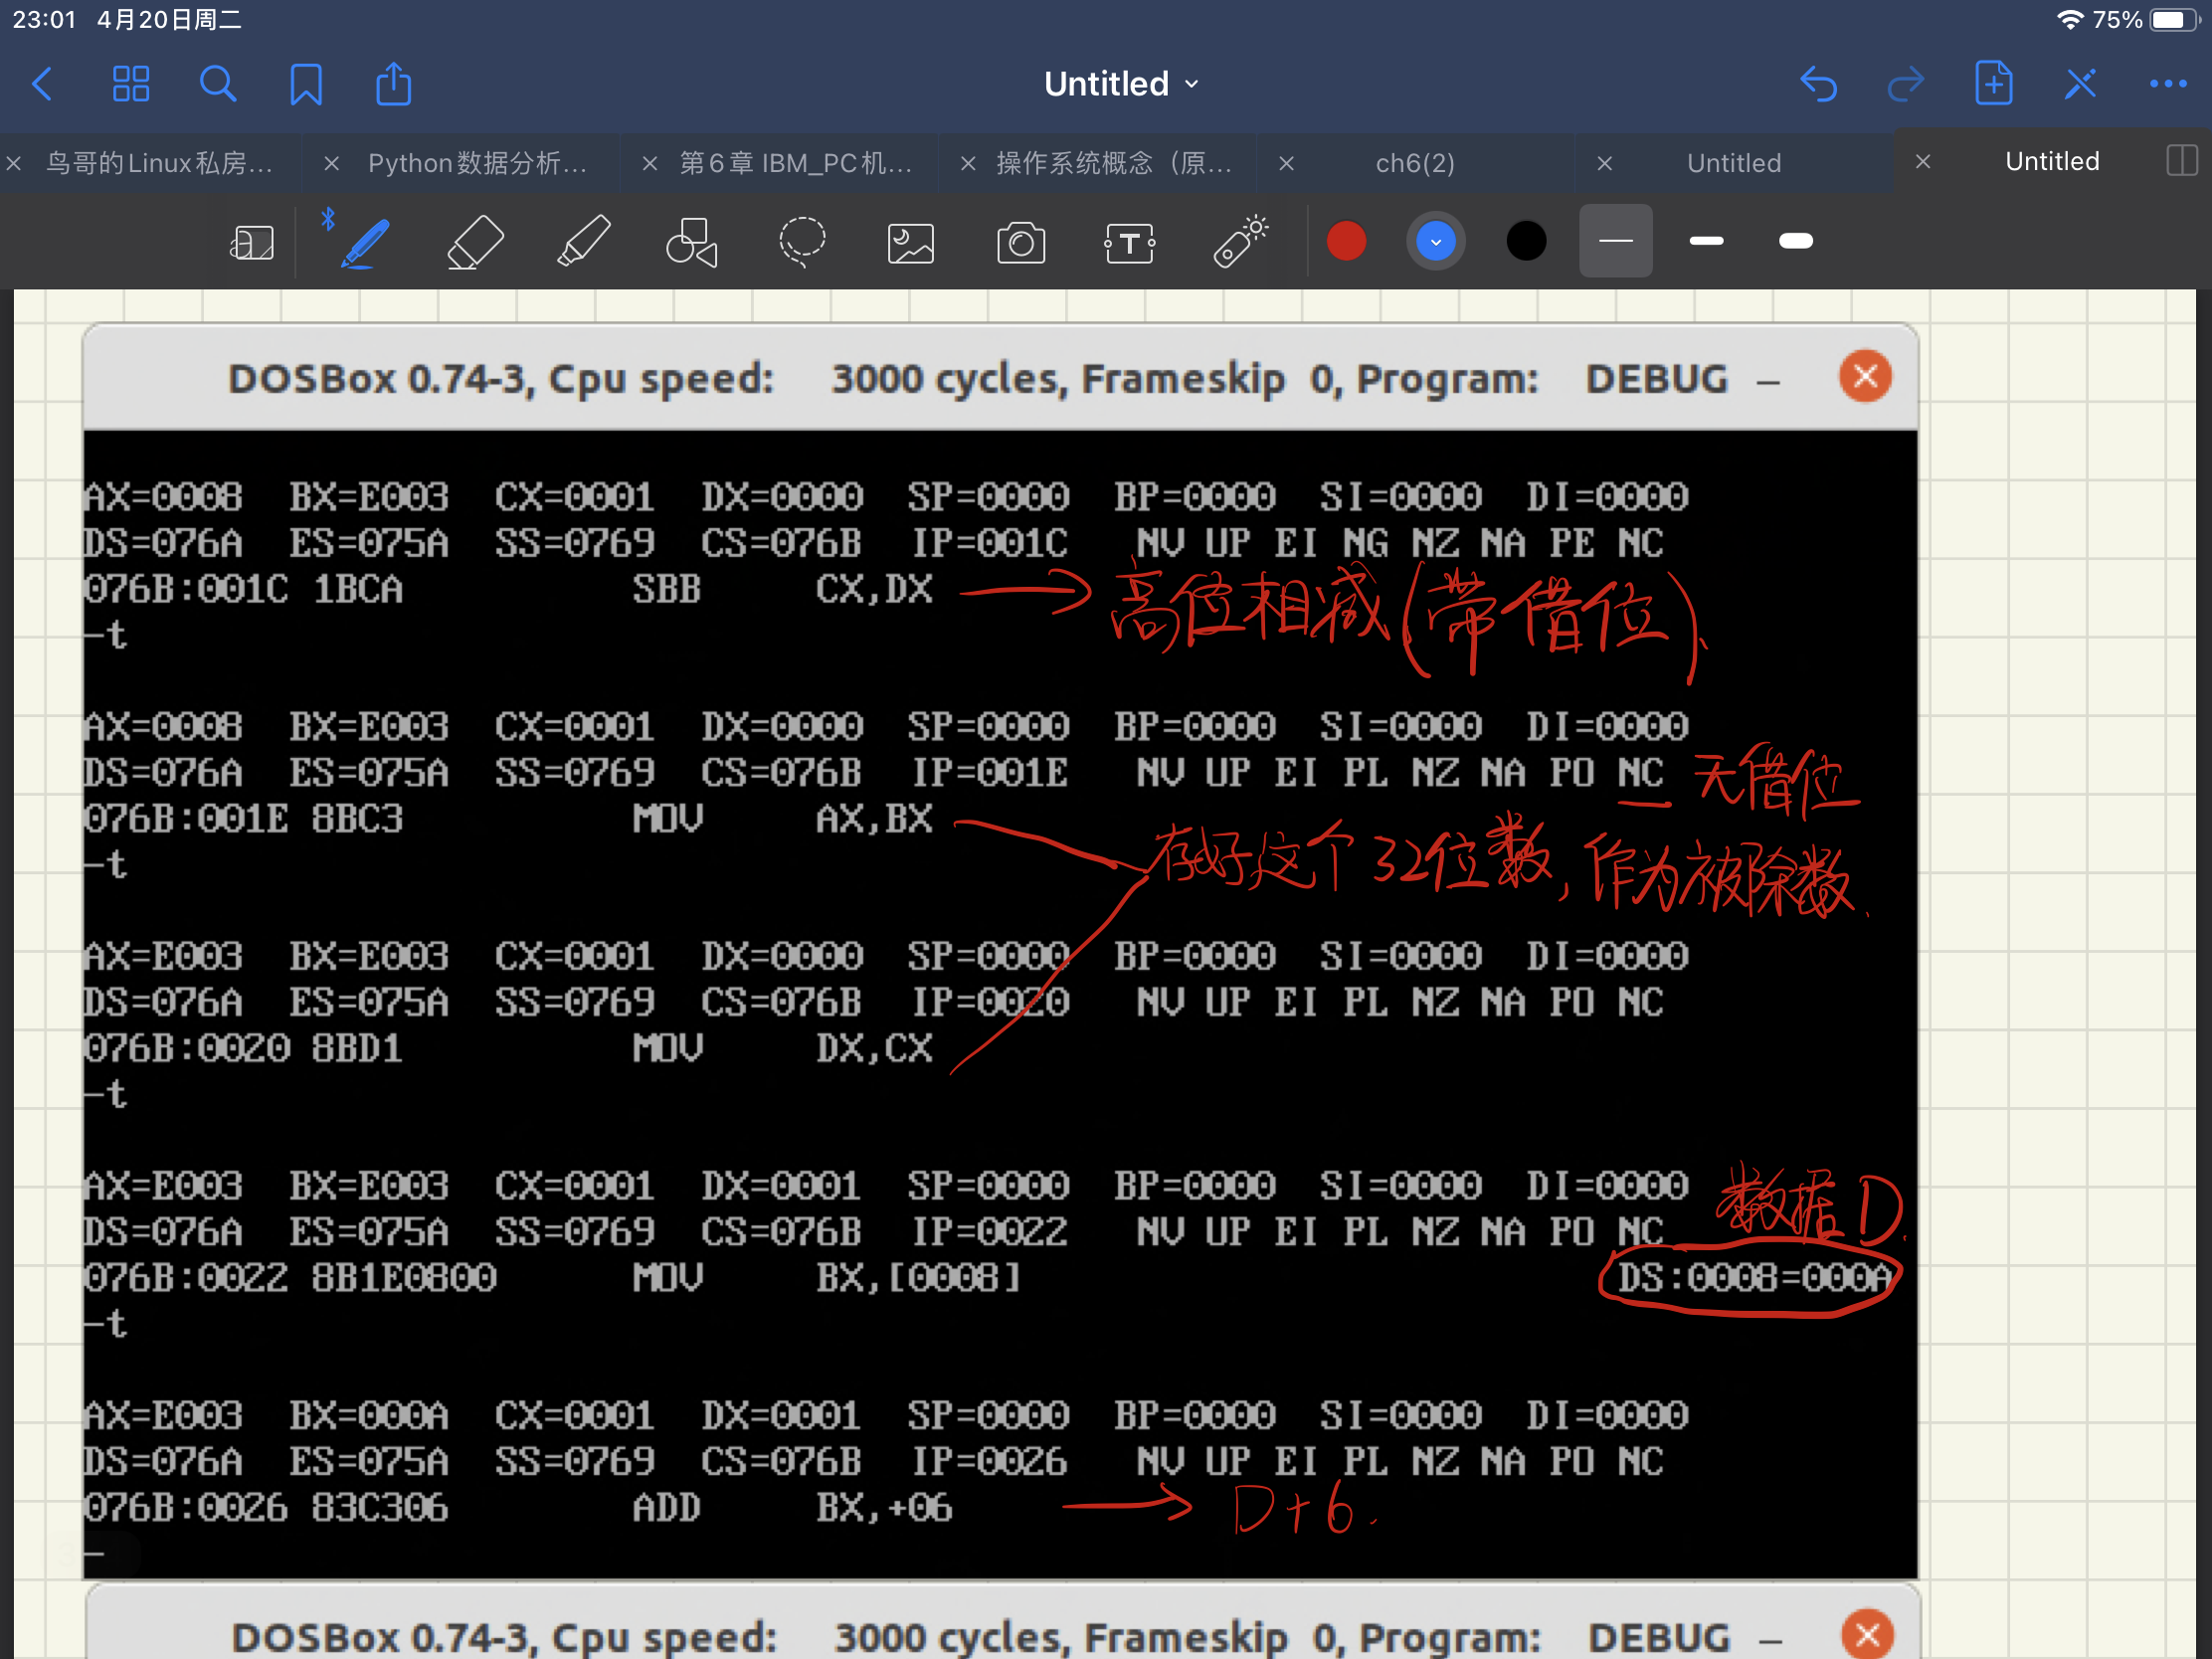 23:01 4月20日周二
75%
Untitled
鸟哥的Linux私房... Python数据分析... 第6章 IBM_PC机... 操作系统概念（原... ch6(2) Untitled Untitled
DOSBox 0.74-3, Cpu speed: 3000 cycles, Frameskip 0, Program: DEBUG
AX=0008 BX=E003 CX=0001 DX=0000 SP=0000 BP=0000 SI=0000 DI=0000
DS=076A ES=075A SS=0769 CS=076B IP=001C NV UP EI NG NZ NA PE NC
076B:001C 1BCA SBB CX,DX 高位相减(带借位).
-t
AX=0008 BX=E003 CX=0001 DX=0000 SP=0000 BP=0000 SI=0000 DI=0000
DS=076A ES=075A SS=0769 CS=076B IP=001E NV UP EI PL NZ NA PO NC 无借位
076B:001E 8BC3 MOV AX,BX
存好这个32位数,作为被除数.
-t
AX=E003 BX=E003 CX=0001 DX=0000 SP=0000 BP=0000 SI=0000 DI=0000
DS=076A ES=075A SS=0769 CS=076B IP=0020 NV UP EI PL NZ NA PO NC
076B:0020 8BD1 MOV DX,CX
-t
AX=E003 BX=E003 CX=0001 DX=0001 SP=0000 BP=0000 SI=0000 DI=0000 数据D.
DS=076A ES=075A SS=0769 CS=076B IP=0022 NV UP EI PL NZ NA PO NC
076B:0022 8B1E0800 MOV BX,[0008] DS:0008=000A
-t
AX=E003 BX=000A CX=0001 DX=0001 SP=0000 BP=0000 SI=0000 DI=0000
DS=076A ES=075A SS=0769 CS=076B IP=0026 NV UP EI PL NZ NA PO NC
076B:0026 83C306 ADD BX,+06 D+6.
-
DOSBox 0.74-3, Cpu speed: 3000 cycles, Frameskip 0, Program: DEBUG